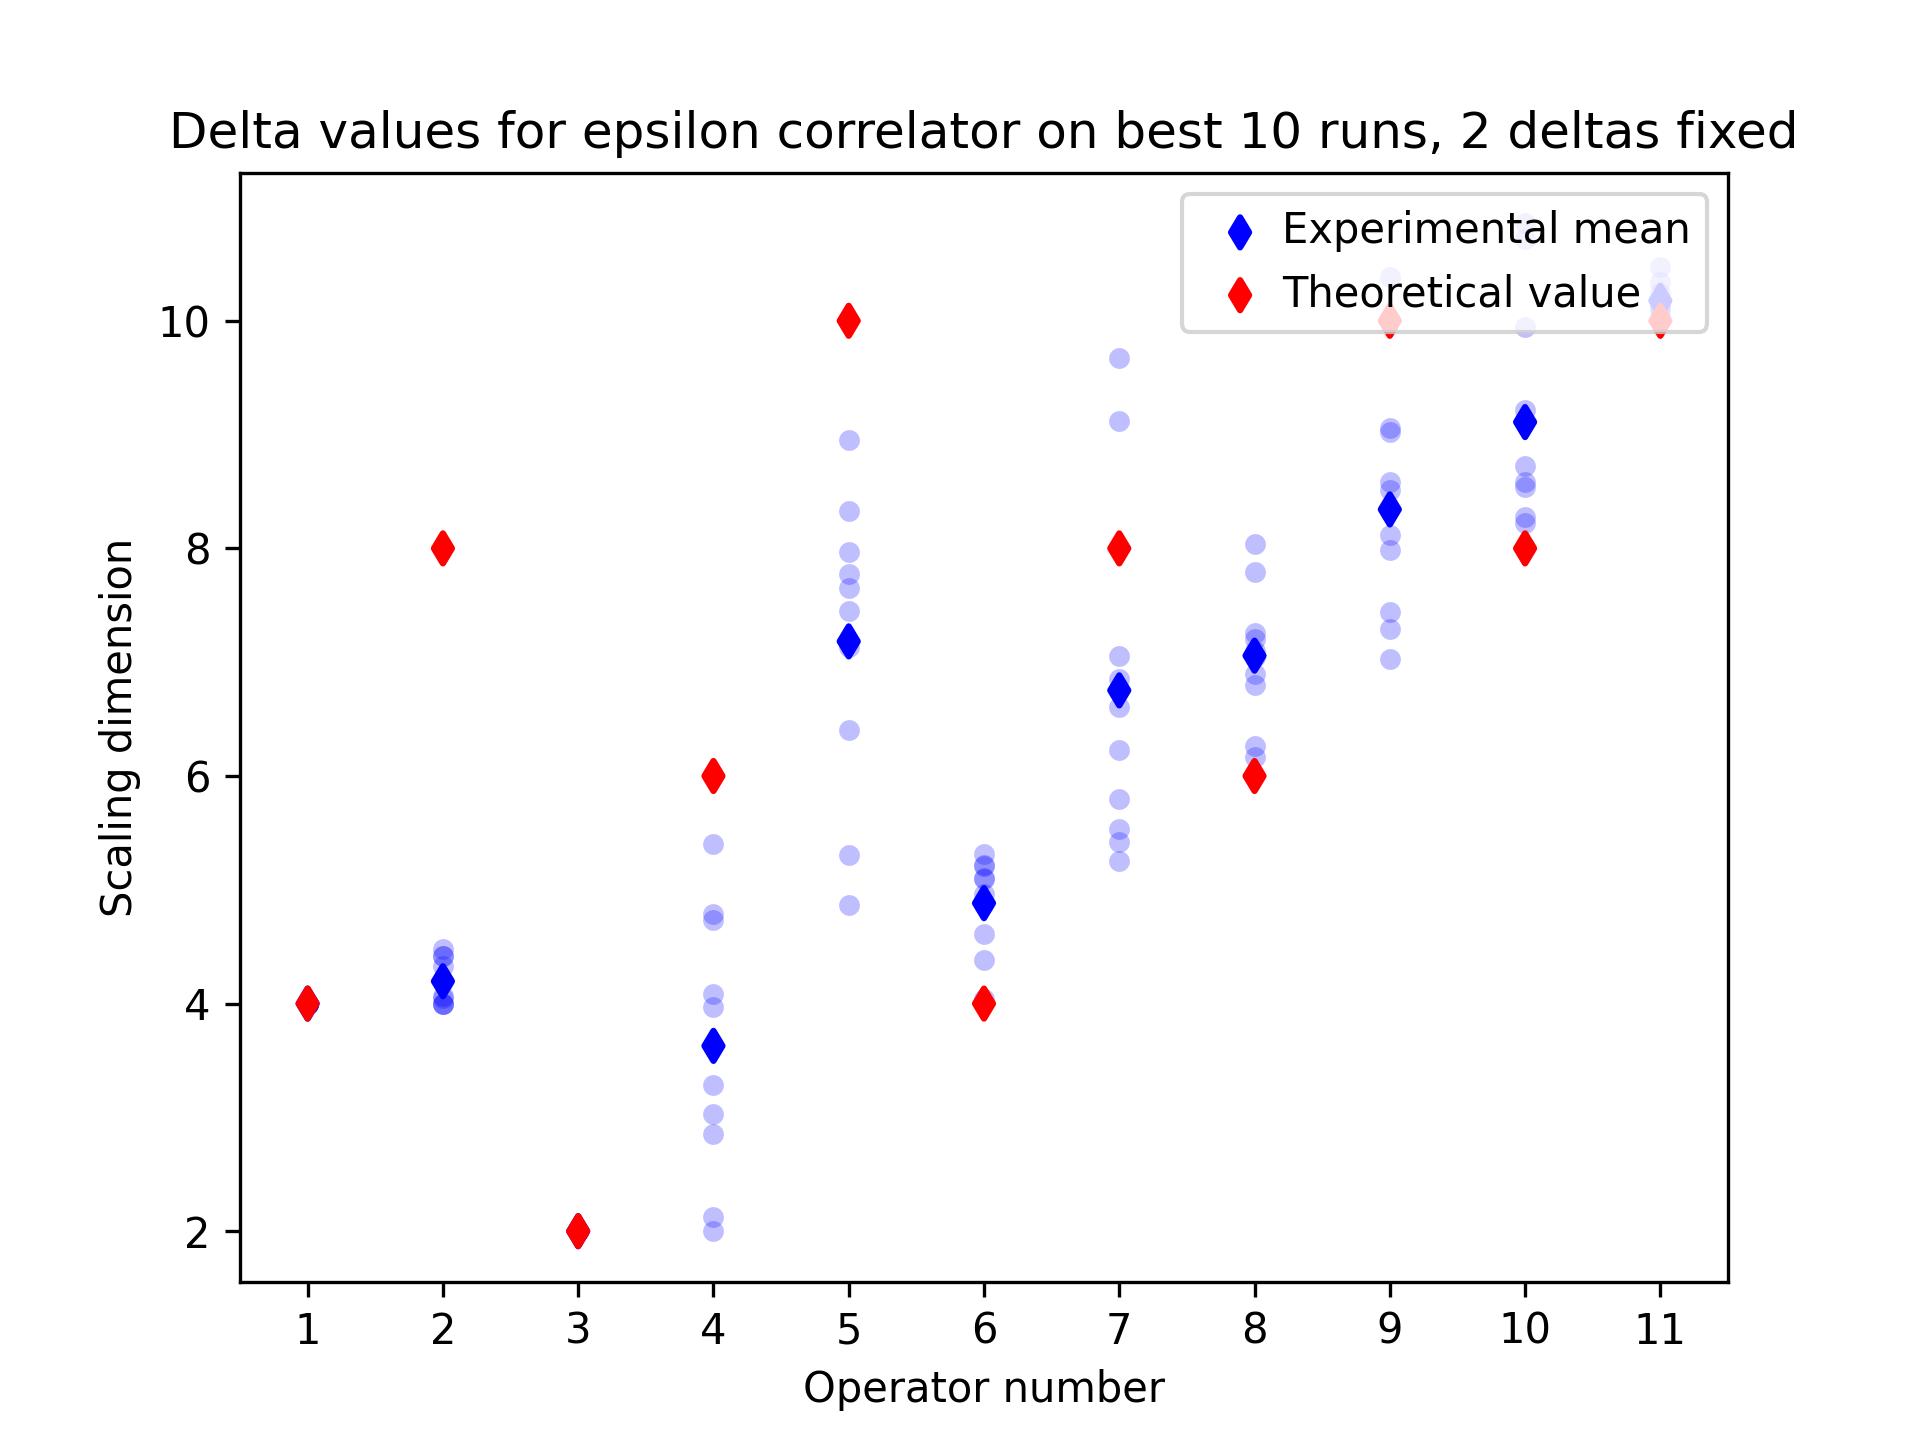 Delta values for epsilon correlator on best 10 runs, 2 deltas fixed
Experimental mean
Theoretical value
Scaling dimension
10
8
6
4
2
1 2 3 4 5 6 7 8 9 10 11
Operator number